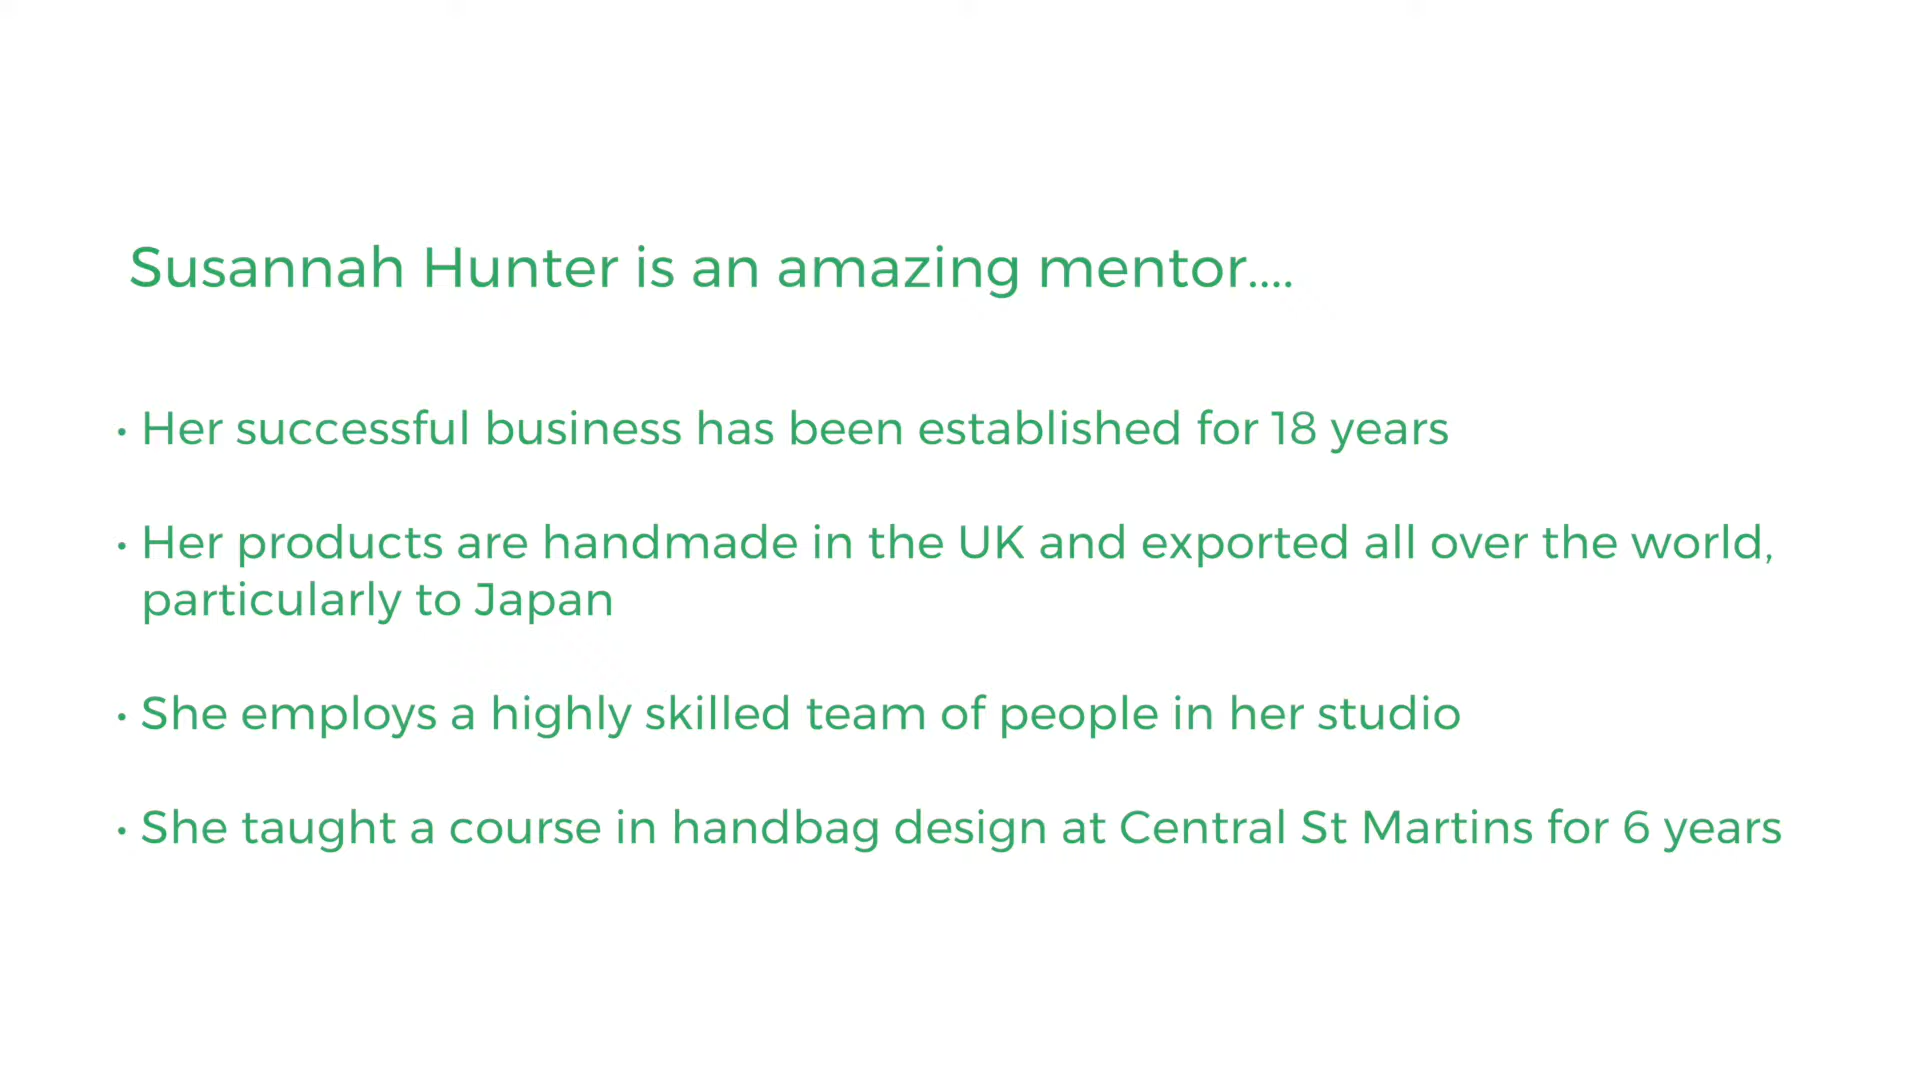 Susannah Hunter is an amazing mentor....
• Her successful business has been established for 18 years
• Her products are handmade in the UK and exported all over the world,
particularly to Japan
• She employs a highly skilled team of people in her studio
• She taught a course in handbag design at Central St Martins for 6 years